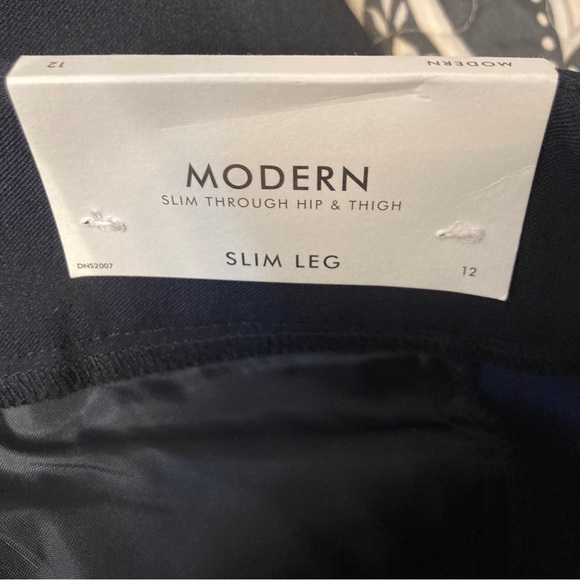 12 MODERN
MODERN
SLIM THROUGH HIP & THIGH
SLIM LEG
DNS2007
12